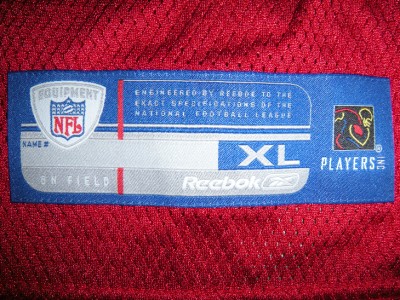 EQUIPMENT
NFL
ENGINEERED BY REEBOK TO THE
EXACT SPECIFICATIONS OF THE
NATIONAL FOOTBALL LEAGUE
NAME #
XL
ON FIELD
Reebok
PLAYERS INC